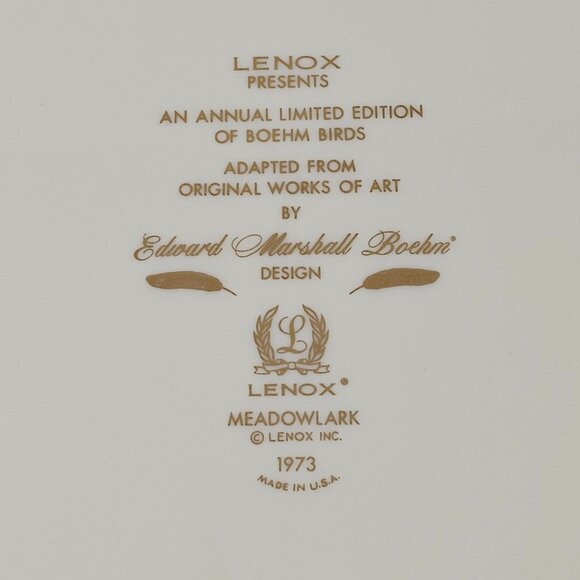 LENOX
PRESENTS
AN ANNUAL LIMITED EDITION
OF BOEHM BIRDS
ADAPTED FROM
ORIGINAL WORKS OF ART
BY
Edward Marshall Boehm®
DESIGN
L
LENOX®
MEADOWLARK
© LENOX INC.
1973
MADE IN U.S.A.